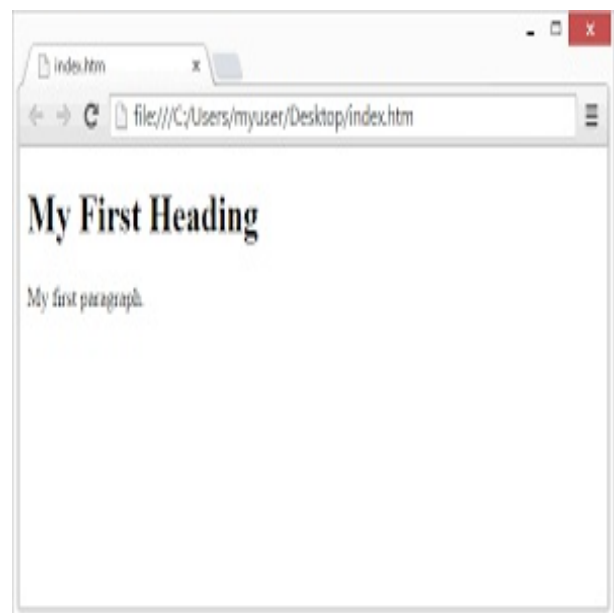 index.htm
file:///C:/Users/myuser/Desktop/index.htm
My First Heading
My first paragraph.